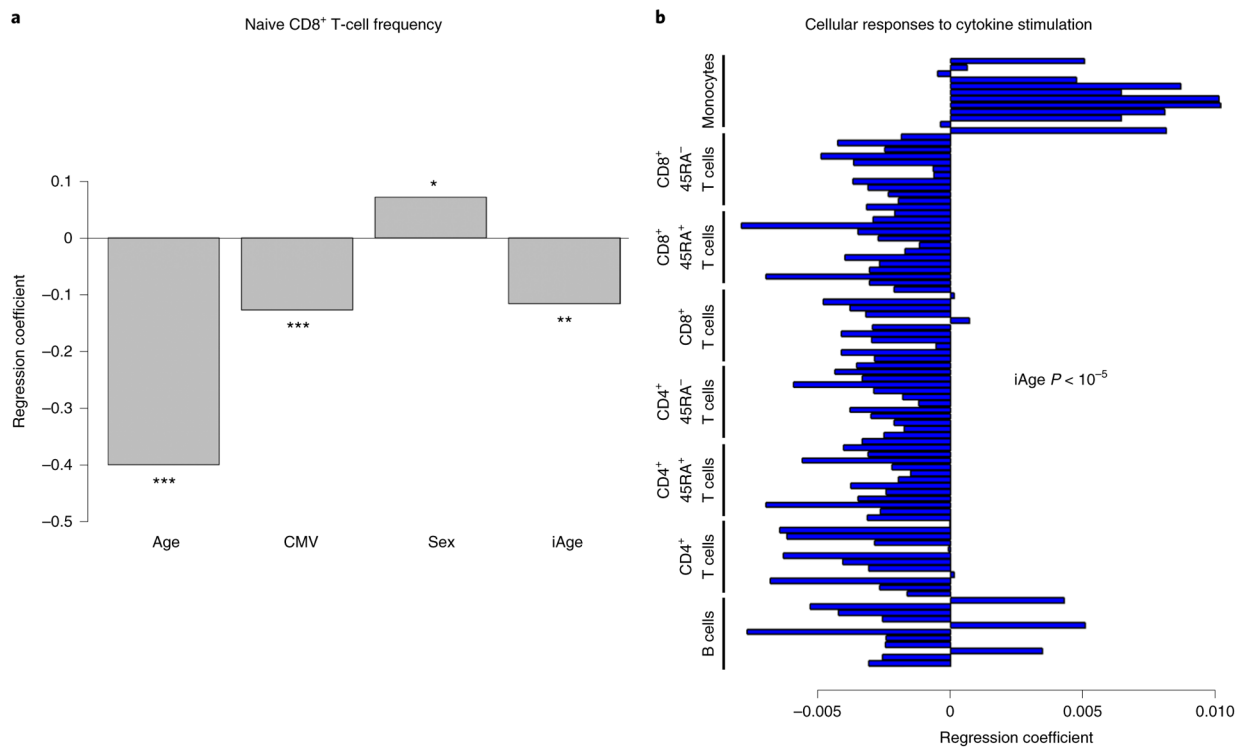 a
Naive CD8⁺ T-cell frequency
Regression coefficient
0.1
0
–0.1
–0.2
–0.3
–0.4
–0.5
***
***
*
**
Age
CMV
Sex
iAge
b
Cellular responses to cytokine stimulation
Monocytes
CD8⁺
45RA⁻
T cells
CD8⁺
45RA⁺
T cells
CD8⁺
T cells
CD4⁺
45RA⁻
T cells
CD4⁺
45RA⁺
T cells
CD4⁺
T cells
B cells
iAge P < 10⁻⁵
–0.005
0
0.005
0.010
Regression coefficient